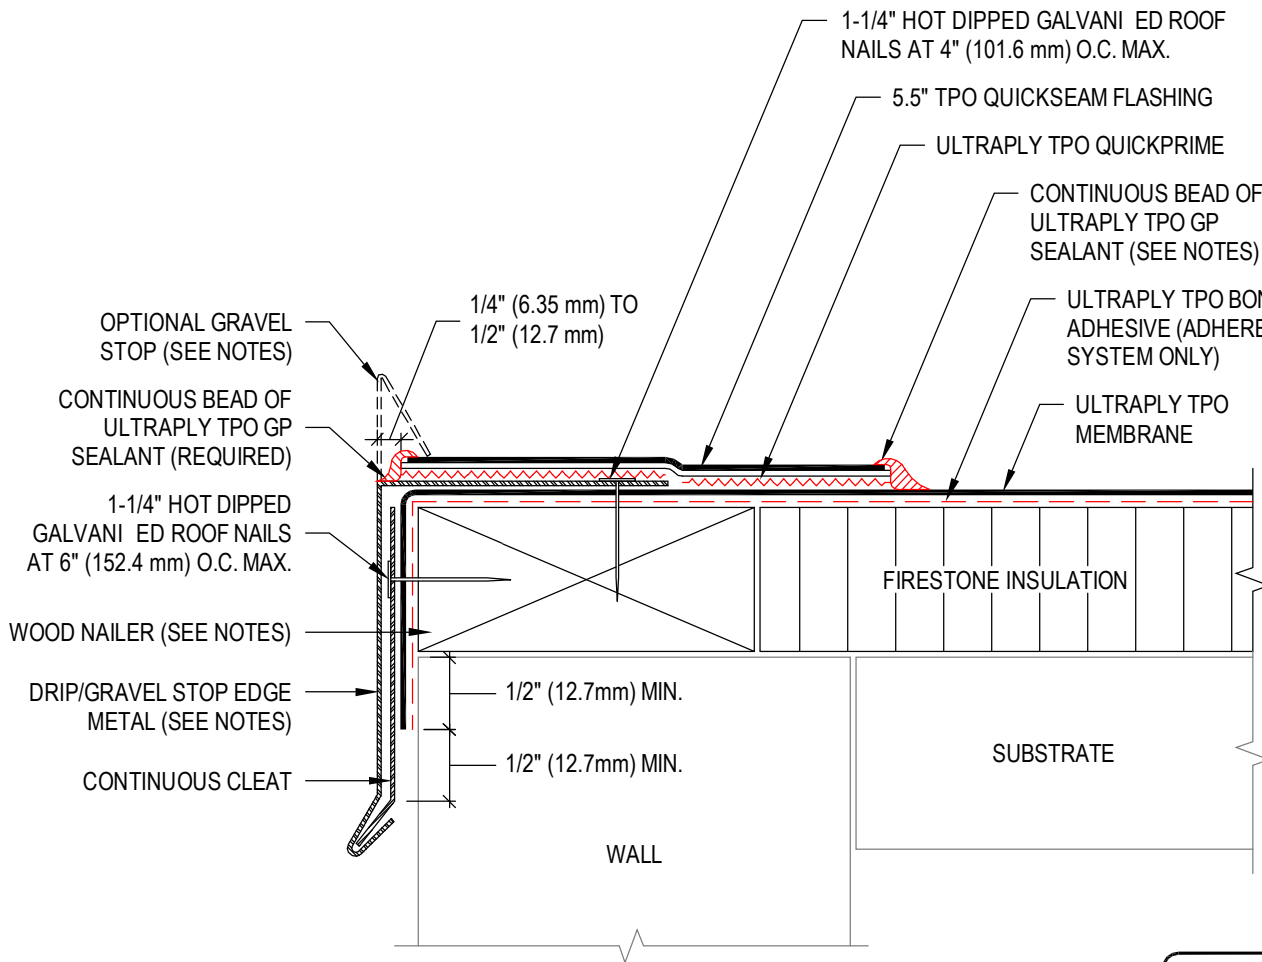 1-1/4" HOT DIPPED GALVANI ED ROOF
NAILS AT 4" (101.6 mm) O.C. MAX.
5.5" TPO QUICKSEAM FLASHING
ULTRAPLY TPO QUICKPRIME
CONTINUOUS BEAD OF
ULTRAPLY TPO GP
SEALANT (SEE NOTES)
ULTRAPLY TPO BON
ADHESIVE (ADHERE
SYSTEM ONLY)
ULTRAPLY TPO
MEMBRANE
1/4" (6.35 mm) TO
1/2" (12.7 mm)
OPTIONAL GRAVEL
STOP (SEE NOTES)
CONTINUOUS BEAD OF
ULTRAPLY TPO GP
SEALANT (REQUIRED)
1-1/4" HOT DIPPED
GALVANI ED ROOF NAILS
AT 6" (152.4 mm) O.C. MAX.
WOOD NAILER (SEE NOTES)
DRIP/GRAVEL STOP EDGE
METAL (SEE NOTES)
CONTINUOUS CLEAT
FIRESTONE INSULATION
1/2" (12.7mm) MIN.
1/2" (12.7mm) MIN.
SUBSTRATE
WALL